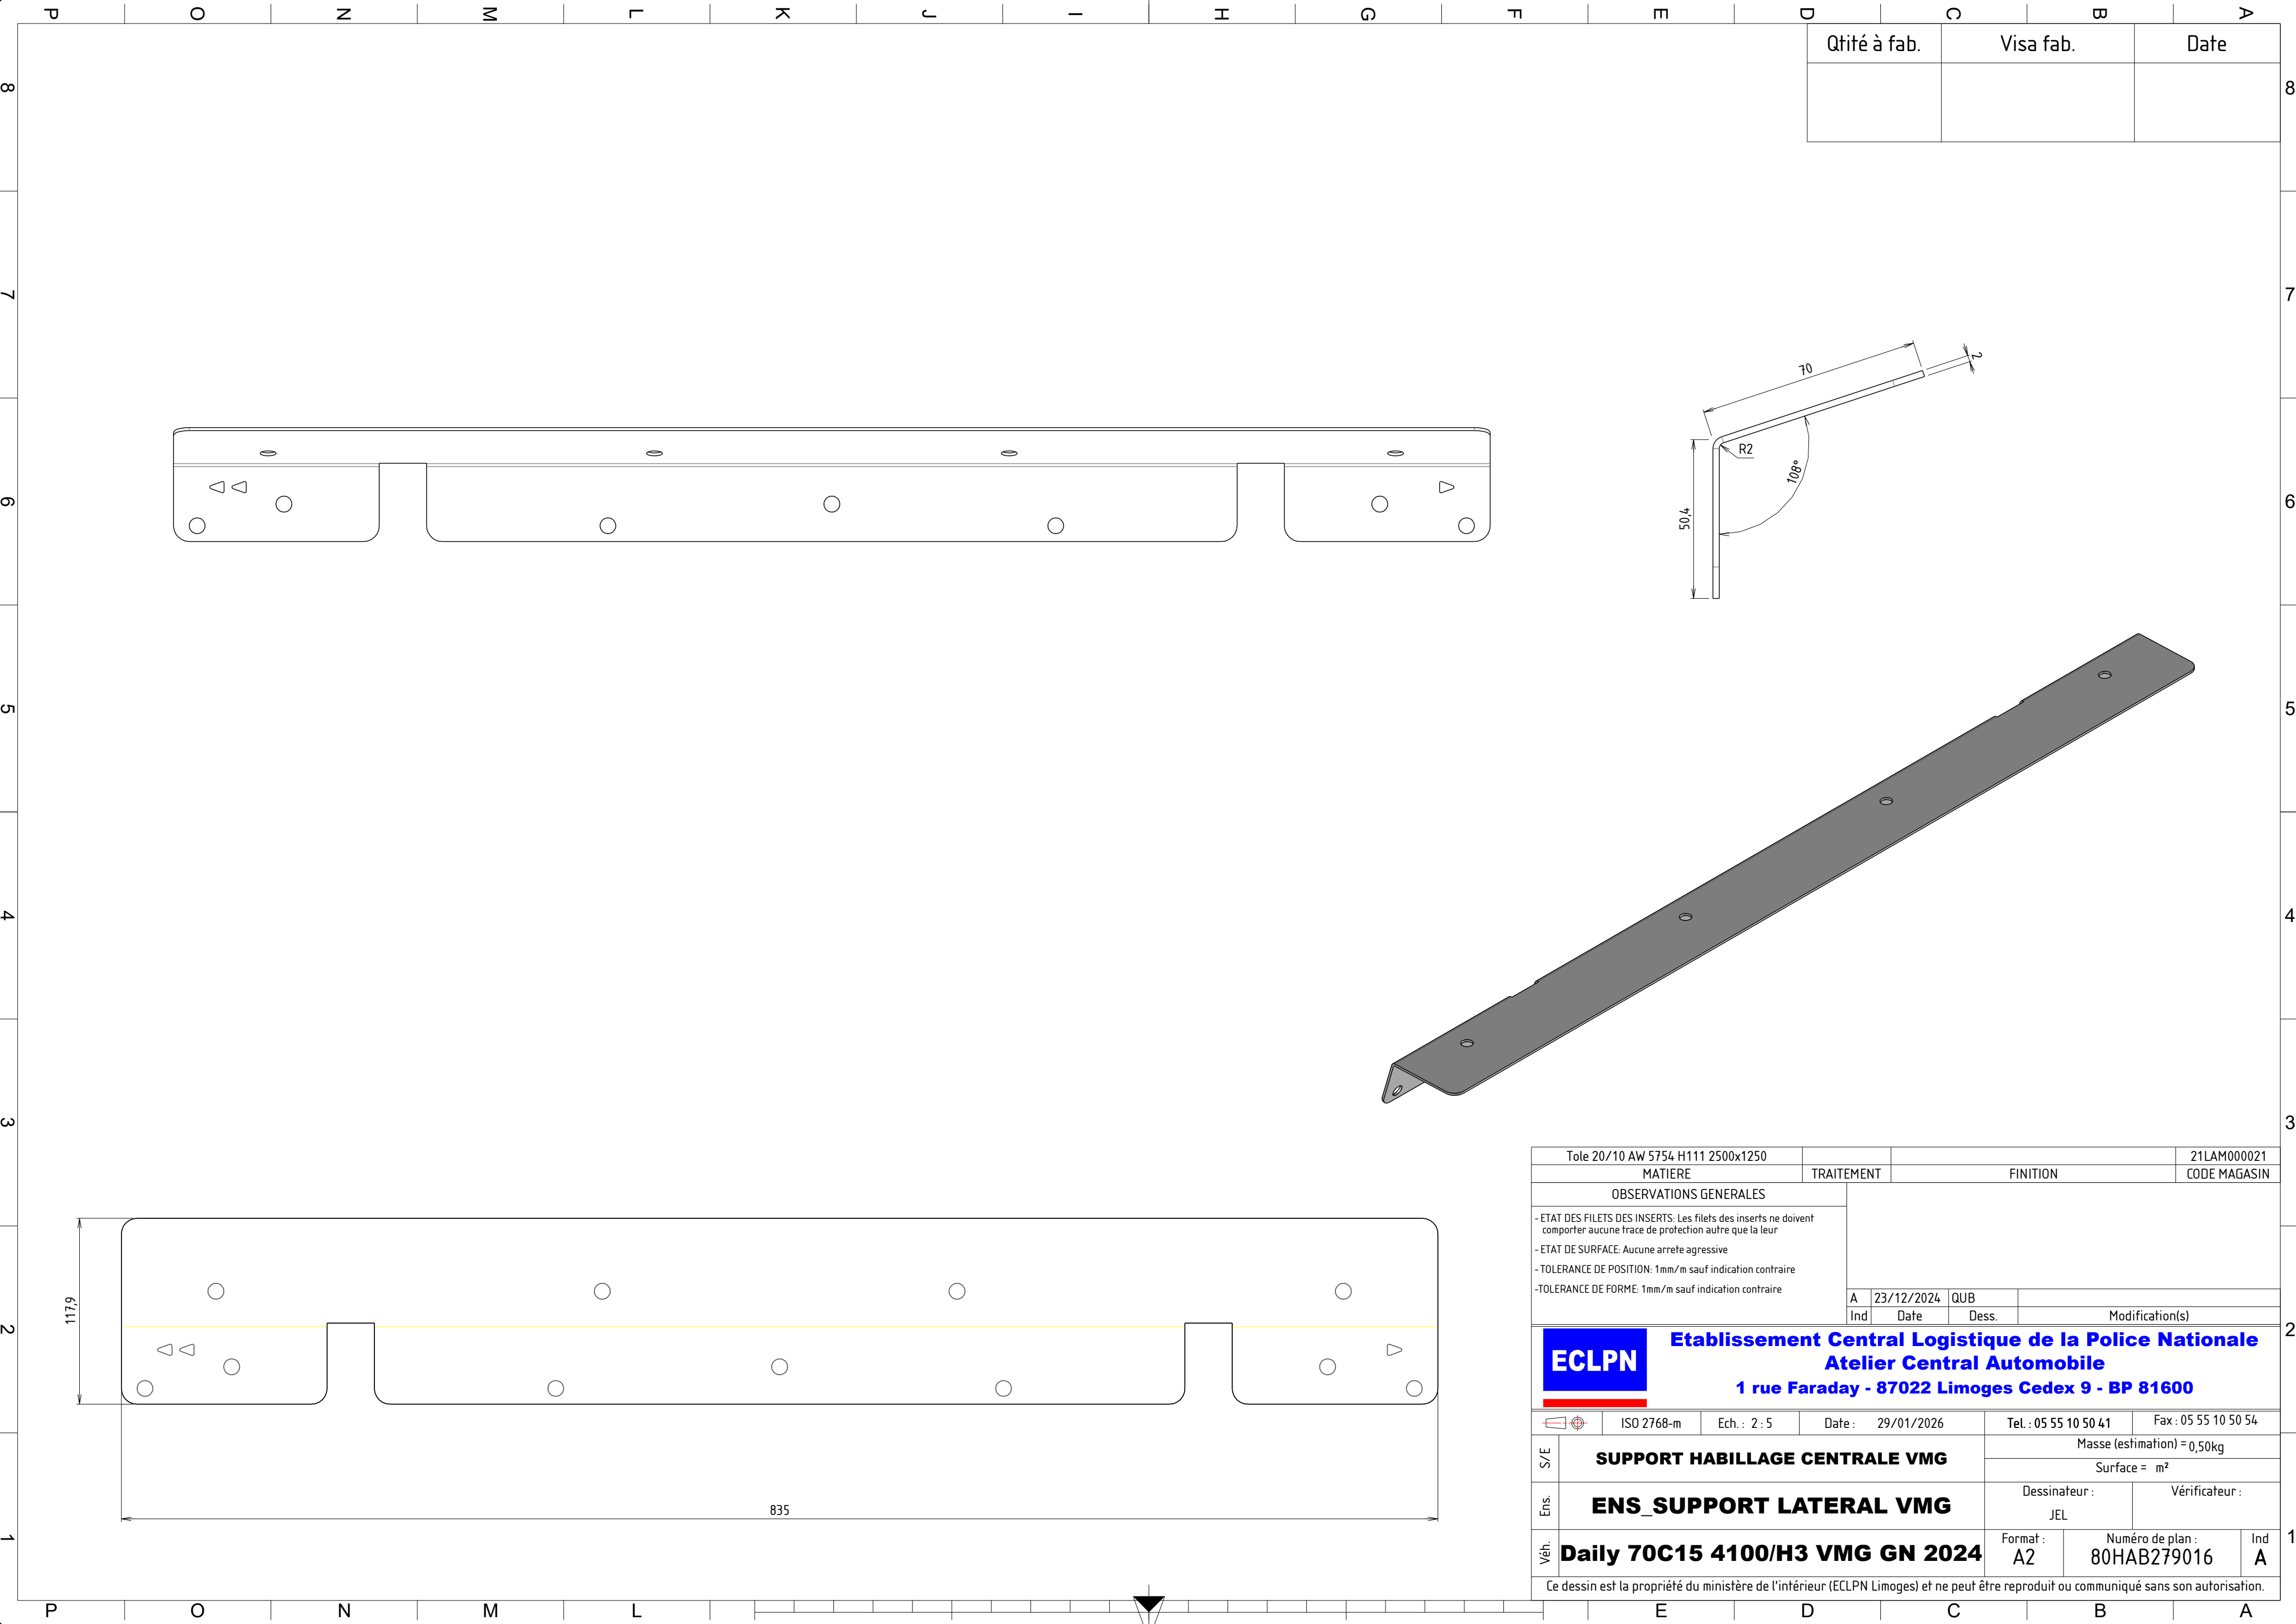 P O N M L K J I H G F E D C B A
Qtité à fab. Visa fab. Date
8 8
7 7
6 6
5 5
4 4
3 3
2 2
1 1
70
2
R2
108°
50,4
117,9
835
Tole 20/10 AW 5754 H111 2500x1250 21LAM000021
MATIERE TRAITEMENT FINITION CODE MAGASIN
OBSERVATIONS GENERALES
- ETAT DES FILETS DES INSERTS: Les filets des inserts ne doivent
comporter aucune trace de protection autre que la leur
- ETAT DE SURFACE: Aucune arrete agressive
- TOLERANCE DE POSITION: 1mm/m sauf indication contraire
-TOLERANCE DE FORME: 1mm/m sauf indication contraire
A 23/12/2024 QUB
Ind Date Dess. Modification(s)
ECLPN
Etablissement Central Logistique de la Police Nationale
Atelier Central Automobile
1 rue Faraday - 87022 Limoges Cedex 9 - BP 81600
ISO 2768-m Ech. : 2 : 5 Date : 29/01/2026 Tel. : 05 55 10 50 41 Fax : 05 55 10 50 54
S/E SUPPORT HABILLAGE CENTRALE VMG
Masse (estimation) = 0,50kg
Surface = m²
Ens. ENS_SUPPORT LATERAL VMG
Dessinateur : Vérificateur :
JEL
Véh. Daily 70C15 4100/H3 VMG GN 2024
Format : Numéro de plan : Ind
A2 80HAB279016 A
Ce dessin est la propriété du ministère de l'intérieur (ECLPN Limoges) et ne peut être reproduit ou communiqué sans son autorisation.
P O N M L E D C B A